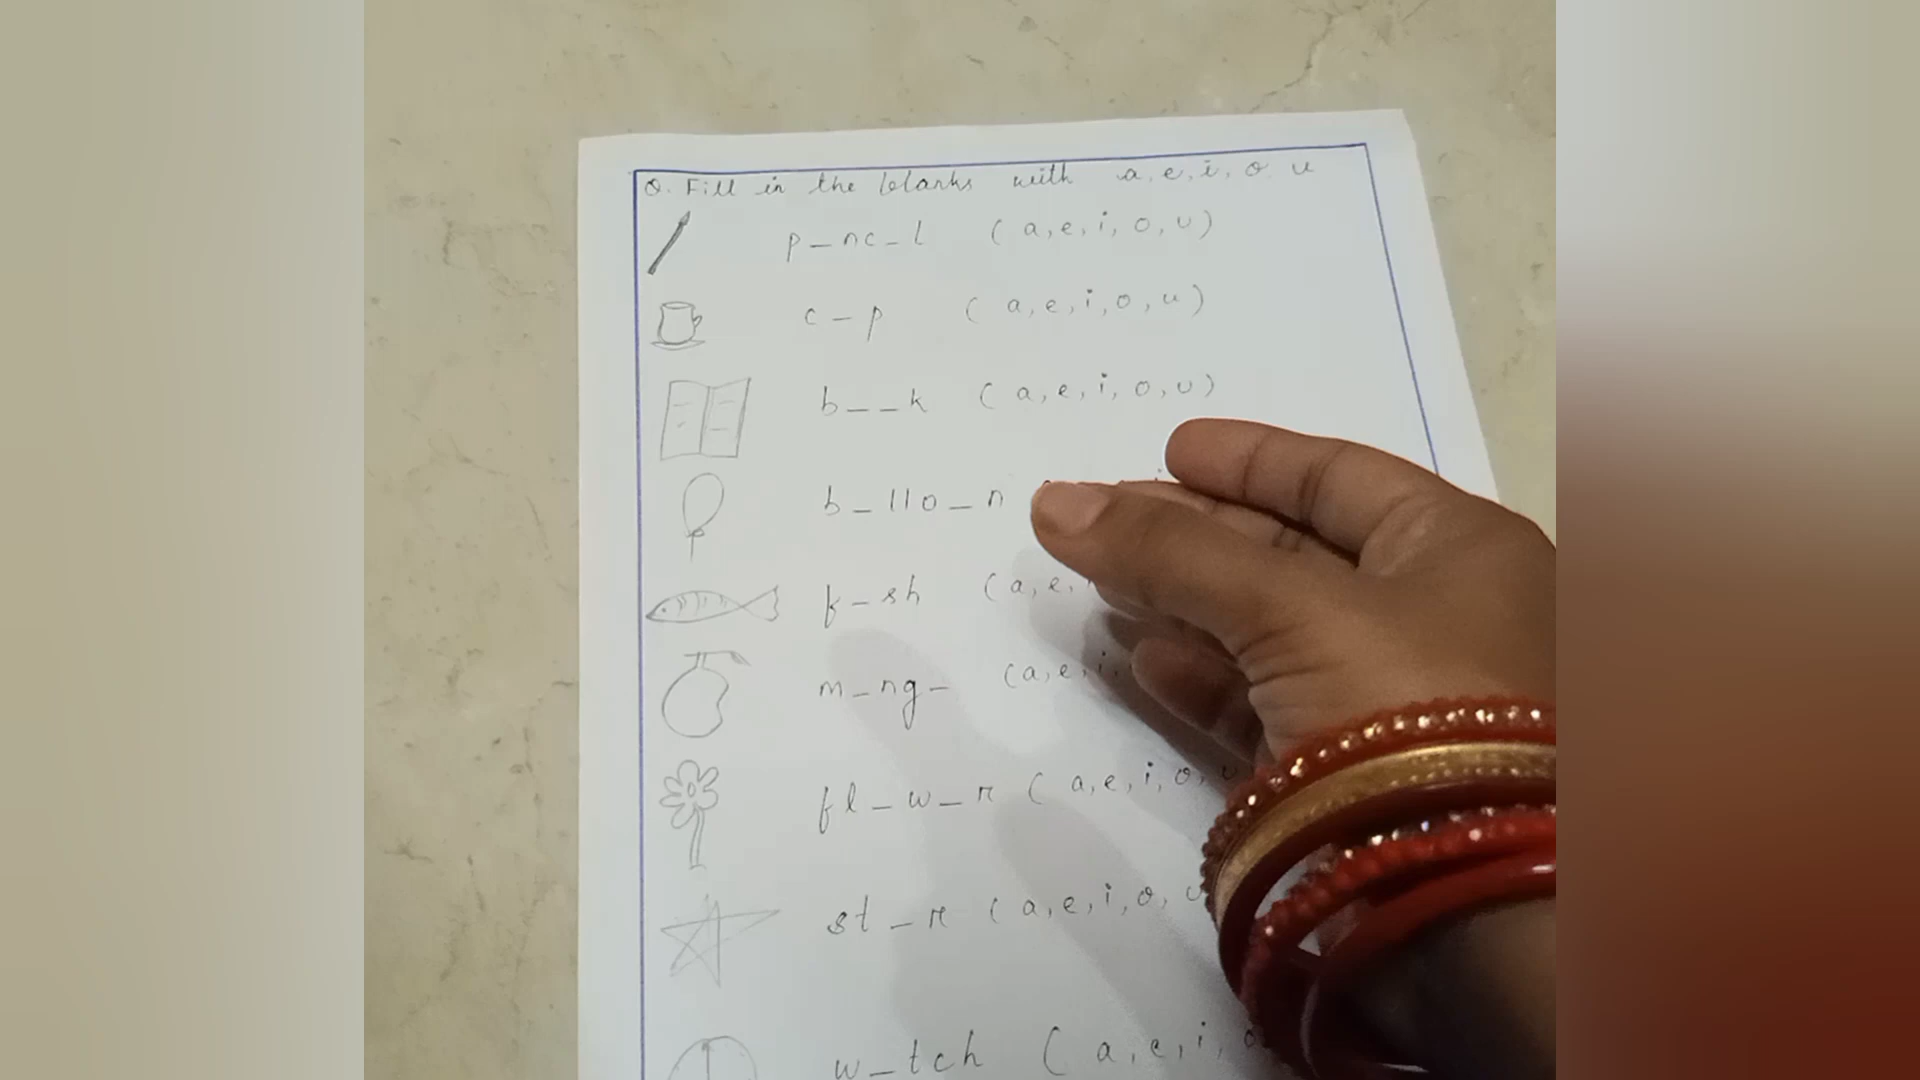 Q. Fill in the blanks with a, e, i, o u
p_nc_l (a, e, i, o, u)
c_p (a, e, i, o, u)
b__k (a, e, i, o, u)
b_llo_n
f_sh (a, e,
m_ng_ (a, e, i,
fl_w_r (a, e, i, o, u
st_r (a, e, i, o, u
w_tch (a, e, i, o